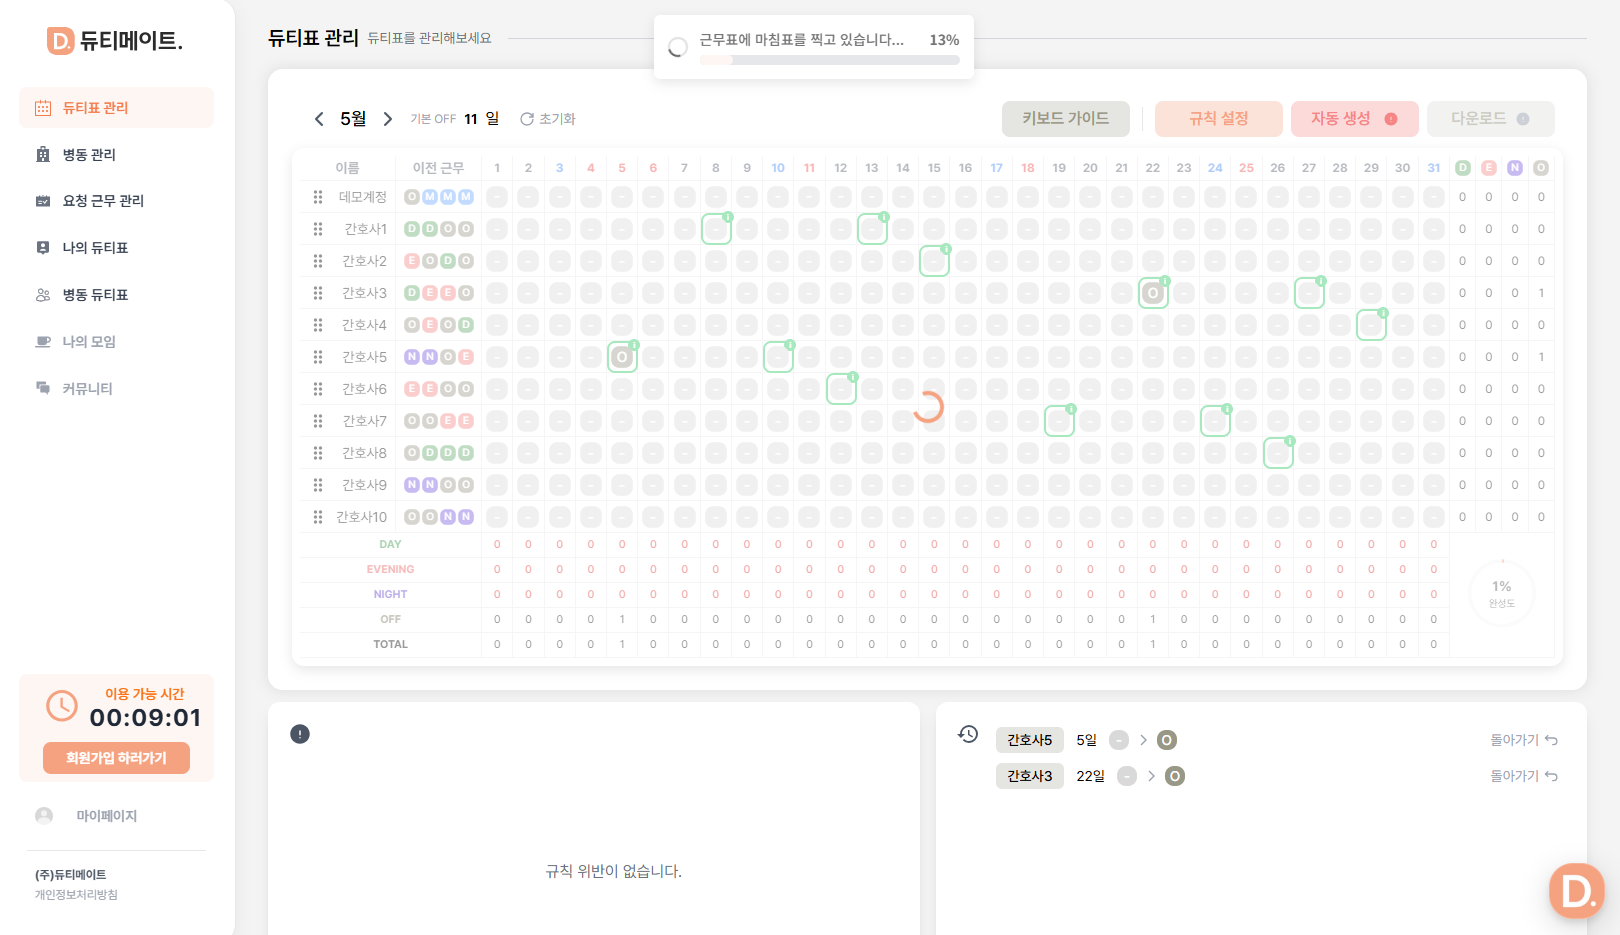 D. 듀티메이트.
듀티표 관리
병동 관리
요청 근무 관리
나의 듀티표
병동 듀티표
나의 모임
커뮤니티
이용 가능 시간
00:09:01
회원가입 하러가기
마이페이지
(주)듀티메이트
개인정보처리방침
듀티표 관리 듀티표를 관리해보세요
근무표에 마침표를 찍고 있습니다... 13%
5월 기본 OFF 11 일 초기화
키보드 가이드 규칙 설정 자동 생성 ! 다운로드 !
이름 이전 근무 1 2 3 4 5 6 7 8 9 10 11 12 13 14 15 16 17 18 19 20 21 22 23 24 25 26 27 28 29 30 31 D E N O
데모계정 O M M M - - - - - - - - - - - - - - - - - - - - - - - - - - - - - - - 0 0 0 0
간호사1 D D O O - - - - - - - - - - - - - - - - - - - - - - - - - - - - - - - 0 0 0 0
간호사2 E O D O - - - - - - - - - - - - - - - - - - - - - - - - - - - - - - - 0 0 0 0
간호사3 D E E O - - - - - - - - - - - - - - - - - - - - - O - - - - - - - - - 0 0 0 1
간호사4 O E O D - - - - - - - - - - - - - - - - - - - - - - - - - - - - - - - 0 0 0 0
간호사5 N N O E - - - - O - - - - - - - - - - - - - - - - - - - - - - - - - - 0 0 0 1
간호사6 E E O O - - - - - - - - - - - - - - - - - - - - - - - - - - - - - - - 0 0 0 0
간호사7 O O E E - - - - - - - - - - - - - - - - - - - - - - - - - - - - - - - 0 0 0 0
간호사8 O D D D - - - - - - - - - - - - - - - - - - - - - - - - - - - - - - - 0 0 0 0
간호사9 N N O O - - - - - - - - - - - - - - - - - - - - - - - - - - - - - - - 0 0 0 0
간호사10 O O N N - - - - - - - - - - - - - - - - - - - - - - - - - - - - - - - 0 0 0 0
DAY 0 0 0 0 0 0 0 0 0 0 0 0 0 0 0 0 0 0 0 0 0 0 0 0 0 0 0 0 0 0 0
EVENING 0 0 0 0 0 0 0 0 0 0 0 0 0 0 0 0 0 0 0 0 0 0 0 0 0 0 0 0 0 0 0
NIGHT 0 0 0 0 0 0 0 0 0 0 0 0 0 0 0 0 0 0 0 0 0 0 0 0 0 0 0 0 0 0 0
OFF 0 0 0 0 1 0 0 0 0 0 0 0 0 0 0 0 0 0 0 0 0 1 0 0 0 0 0 0 0 0 0
TOTAL 0 0 0 0 1 0 0 0 0 0 0 0 0 0 0 0 0 0 0 0 0 1 0 0 0 0 0 0 0 0 0
1%
완성도
규칙 위반이 없습니다.
간호사5 5일 - > O 돌아가기
간호사3 22일 - > O 돌아가기
D.